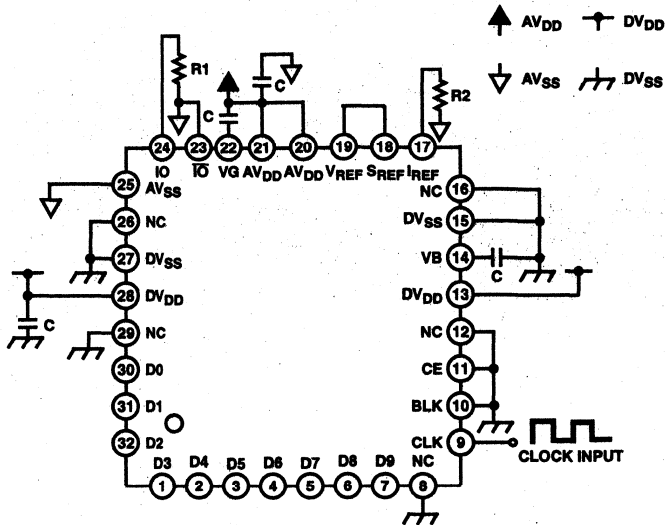 AVDD DVDD
AVSS DVSS
R1 R2
C C
24 23 22 21 20 19 18 17
IO I̅O̅ VG AVDD AVDD VREF SREF IREF
25 AVSS
26 NC
27 DVSS
28 DVDD
C
29 NC
30 D0
31 D1
32 D2
NC 16
DVSS 15
VB 14
C
DVDD 13
NC 12
CE 11
BLK 10
CLK 9
CLOCK INPUT
D3 D4 D5 D6 D7 D8 D9 NC
1 2 3 4 5 6 7 8